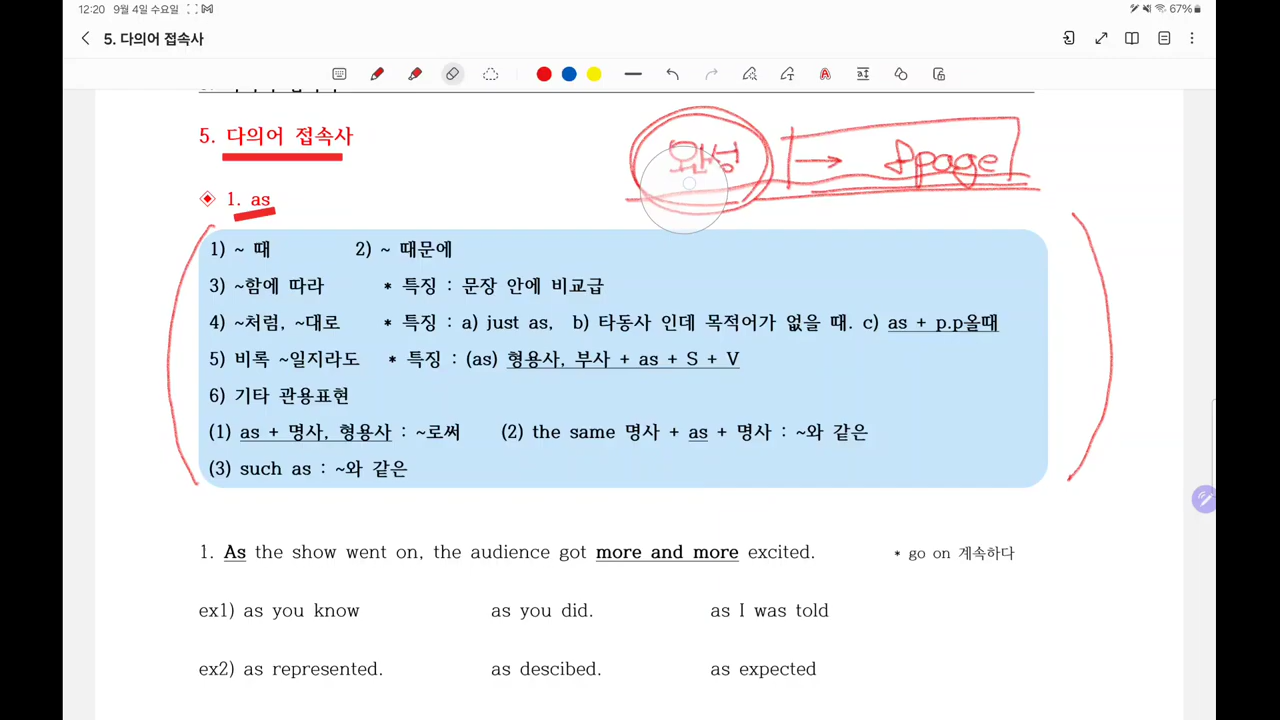 12:20 9월 4일 수요일 67%
5. 다의어 접속사
5. 다의어 접속사
완성 → 8page
1. as
1) ~ 때 2) ~ 때문에
3) ~함에 따라 * 특징 : 문장 안에 비교급
4) ~처럼, ~대로 * 특징 : a) just as, b) 타동사 인데 목적어가 없을 때. c) as + p.p올때
5) 비록 ~일지라도 * 특징 : (as) 형용사, 부사 + as + S + V
6) 기타 관용표현
(1) as + 명사, 형용사 : ~로써 (2) the same 명사 + as + 명사 : ~와 같은
(3) such as : ~와 같은
1. As the show went on, the audience got more and more excited. * go on 계속하다
ex1) as you know as you did. as I was told
ex2) as represented. as descibed. as expected